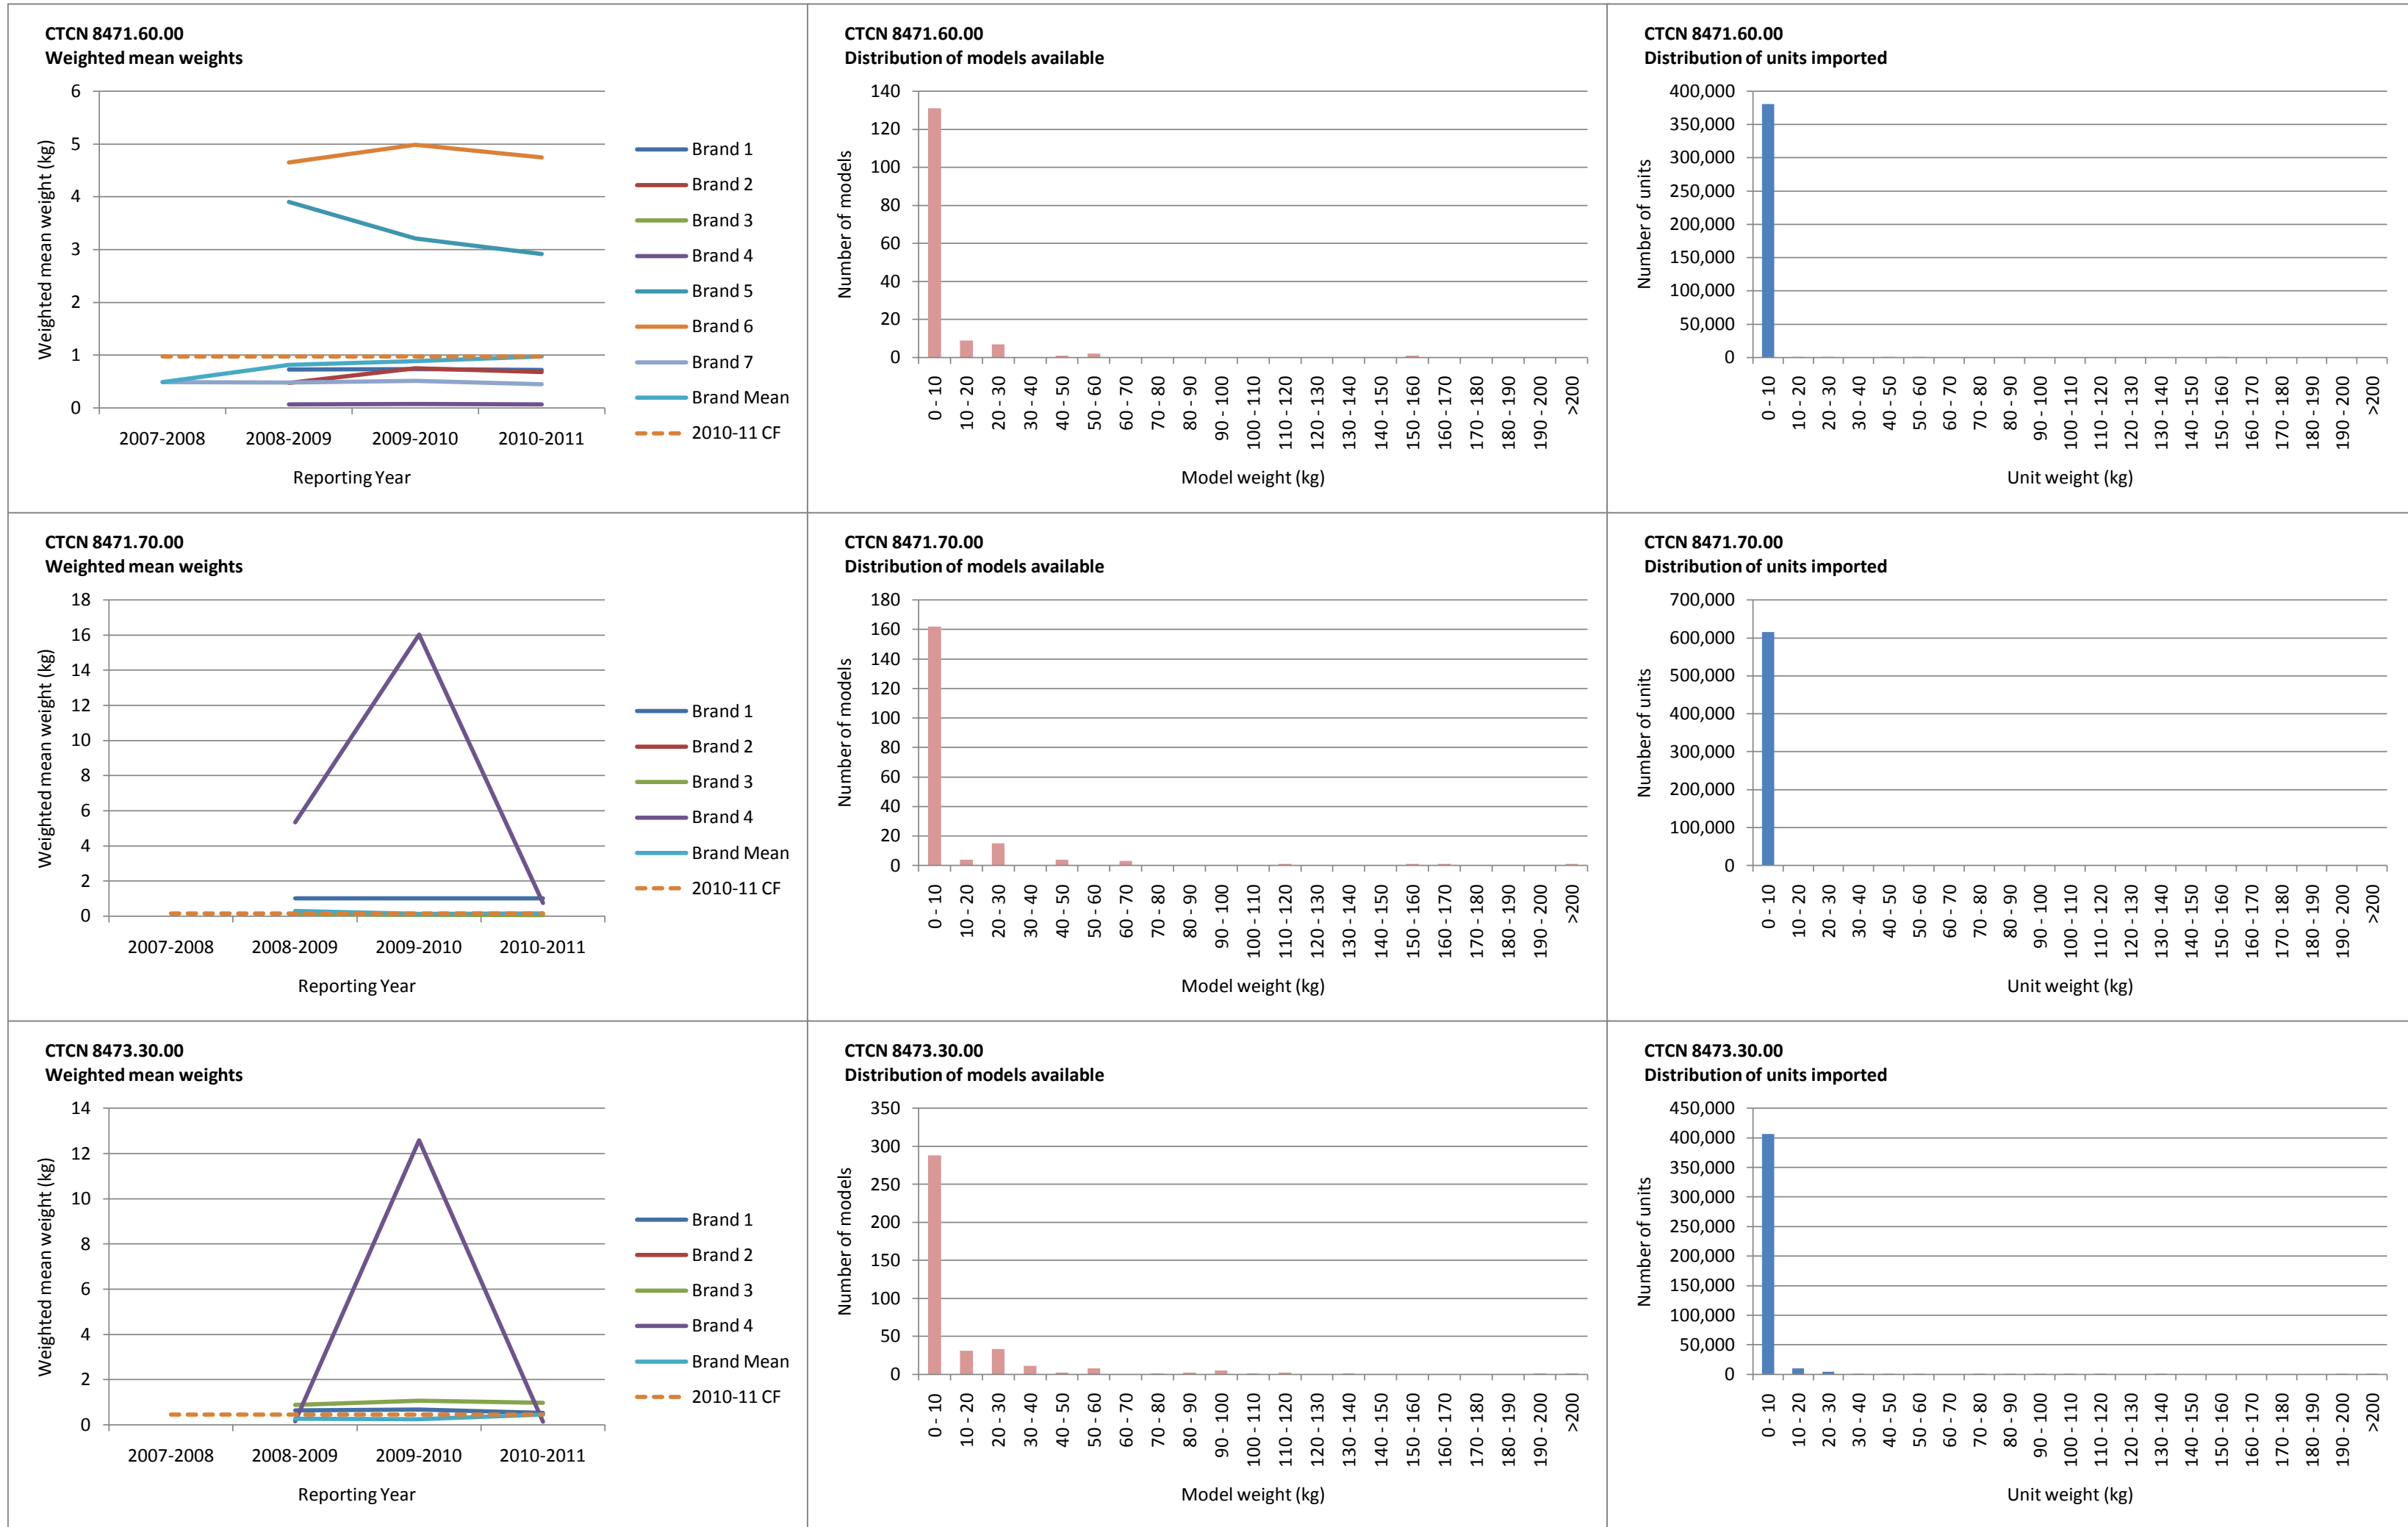 CTCN 8471.60.00
Weighted mean weights
6
5
4
3
2
1
0
Weighted mean weight (kg)
2007-2008
2008-2009
2009-2010
2010-2011
Reporting Year
Brand 1
Brand 2
Brand 3
Brand 4
Brand 5
Brand 6
Brand 7
Brand Mean
2010-11 CF
CTCN 8471.60.00
Distribution of models available
140
120
100
80
60
40
20
0
Number of models
0 - 10
10 - 20
20 - 30
30 - 40
40 - 50
50 - 60
60 - 70
70 - 80
80 - 90
90 - 100
100 - 110
110 - 120
120 - 130
130 - 140
140 - 150
150 - 160
160 - 170
170 - 180
180 - 190
190 - 200
>200
Model weight (kg)
CTCN 8471.60.00
Distribution of units imported
400,000
350,000
300,000
250,000
200,000
150,000
100,000
50,000
0
Number of units
0 - 10
10 - 20
20 - 30
30 - 40
40 - 50
50 - 60
60 - 70
70 - 80
80 - 90
90 - 100
100 - 110
110 - 120
120 - 130
130 - 140
140 - 150
150 - 160
160 - 170
170 - 180
180 - 190
190 - 200
>200
Unit weight (kg)
CTCN 8471.70.00
Weighted mean weights
18
16
14
12
10
8
6
4
2
0
Weighted mean weight (kg)
2007-2008
2008-2009
2009-2010
2010-2011
Reporting Year
Brand 1
Brand 2
Brand 3
Brand 4
Brand Mean
2010-11 CF
CTCN 8471.70.00
Distribution of models available
180
160
140
120
100
80
60
40
20
0
Number of models
0 - 10
10 - 20
20 - 30
30 - 40
40 - 50
50 - 60
60 - 70
70 - 80
80 - 90
90 - 100
100 - 110
110 - 120
120 - 130
130 - 140
140 - 150
150 - 160
160 - 170
170 - 180
180 - 190
190 - 200
>200
Model weight (kg)
CTCN 8471.70.00
Distribution of units imported
700,000
600,000
500,000
400,000
300,000
200,000
100,000
0
Number of units
0 - 10
10 - 20
20 - 30
30 - 40
40 - 50
50 - 60
60 - 70
70 - 80
80 - 90
90 - 100
100 - 110
110 - 120
120 - 130
130 - 140
140 - 150
150 - 160
160 - 170
170 - 180
180 - 190
190 - 200
>200
Unit weight (kg)
CTCN 8473.30.00
Weighted mean weights
14
12
10
8
6
4
2
0
Weighted mean weight (kg)
2007-2008
2008-2009
2009-2010
2010-2011
Reporting Year
Brand 1
Brand 2
Brand 3
Brand 4
Brand Mean
2010-11 CF
CTCN 8473.30.00
Distribution of models available
350
300
250
200
150
100
50
0
Number of models
0 - 10
10 - 20
20 - 30
30 - 40
40 - 50
50 - 60
60 - 70
70 - 80
80 - 90
90 - 100
100 - 110
110 - 120
120 - 130
130 - 140
140 - 150
150 - 160
160 - 170
170 - 180
180 - 190
190 - 200
>200
Model weight (kg)
CTCN 8473.30.00
Distribution of units imported
450,000
400,000
350,000
300,000
250,000
200,000
150,000
100,000
50,000
0
Number of units
0 - 10
10 - 20
20 - 30
30 - 40
40 - 50
50 - 60
60 - 70
70 - 80
80 - 90
90 - 100
100 - 110
110 - 120
120 - 130
130 - 140
140 - 150
150 - 160
160 - 170
170 - 180
180 - 190
190 - 200
>200
Unit weight (kg)